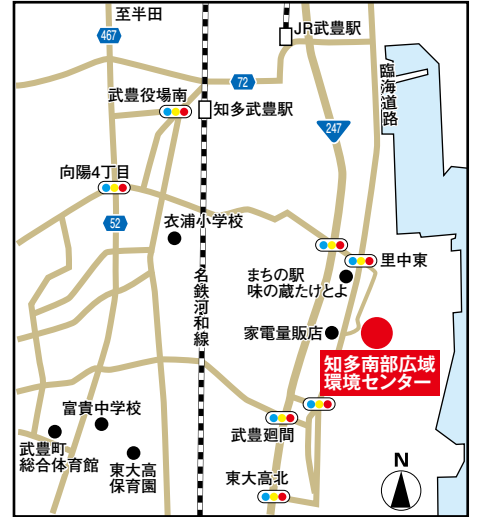 至半田
467
JR武豊駅
臨海道路
72
武豊役場南
知多武豊駅
247
向陽4丁目
52
衣浦小学校
里中東
まちの駅
味の蔵たけとよ
名鉄河和線
家電量販店
知多南部広域
環境センター
富貴中学校
武豊町
総合体育館
東大高
保育園
武豊廻間
東大高北
N